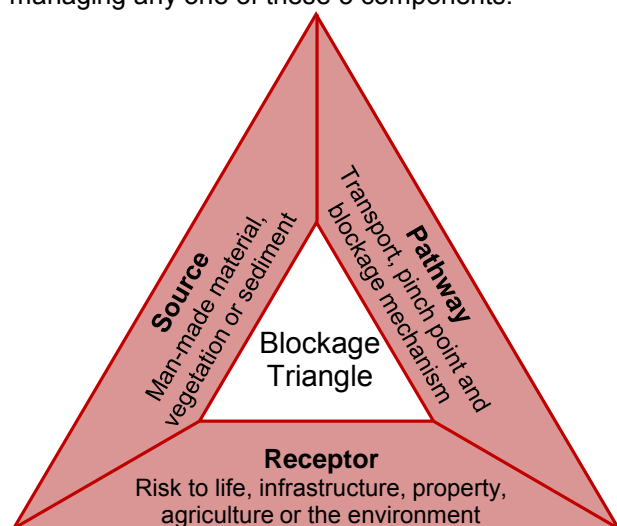 managing any one of these 3 components.
Source
Man-made material,
vegetation or sediment
Pathway
Transport, pinch point and
blockage mechanism
Blockage
Triangle
Receptor
Risk to life, infrastructure, property,
agriculture or the environment